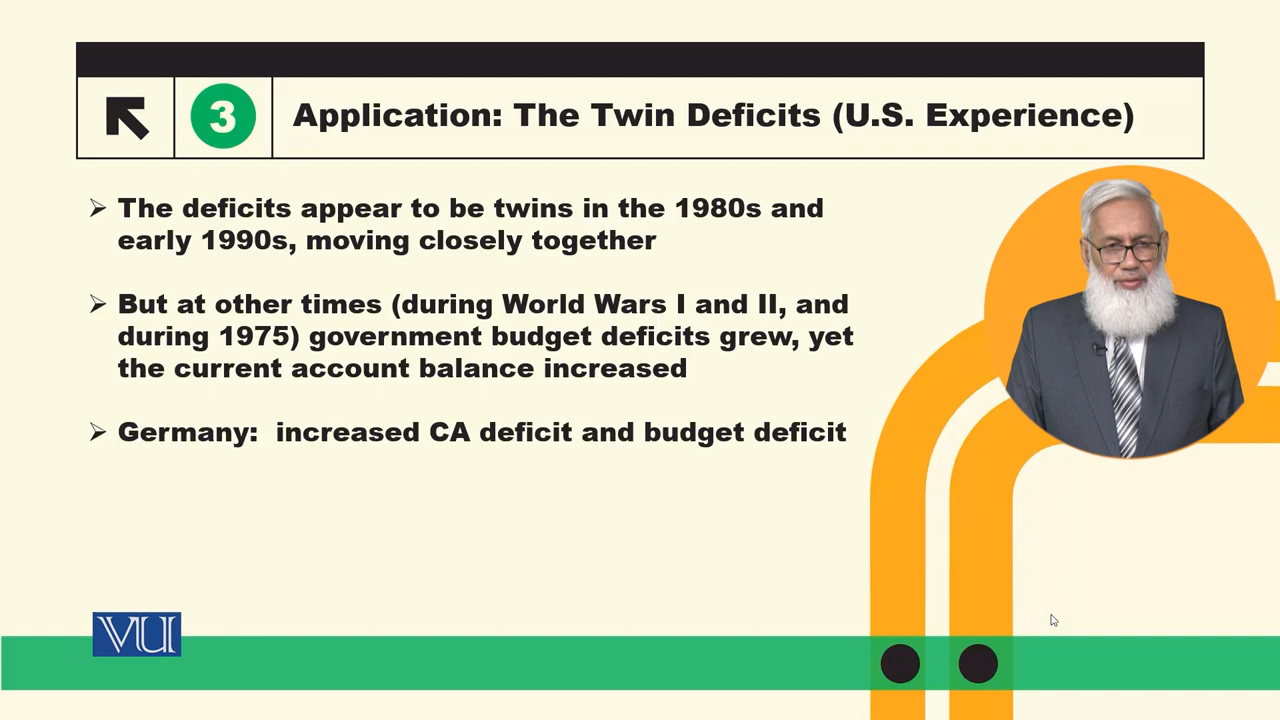 3
Application: The Twin Deficits (U.S. Experience)
The deficits appear to be twins in the 1980s and
early 1990s, moving closely together
But at other times (during World Wars I and II, and
during 1975) government budget deficits grew, yet
the current account balance increased
Germany:  increased CA deficit and budget deficit
VU